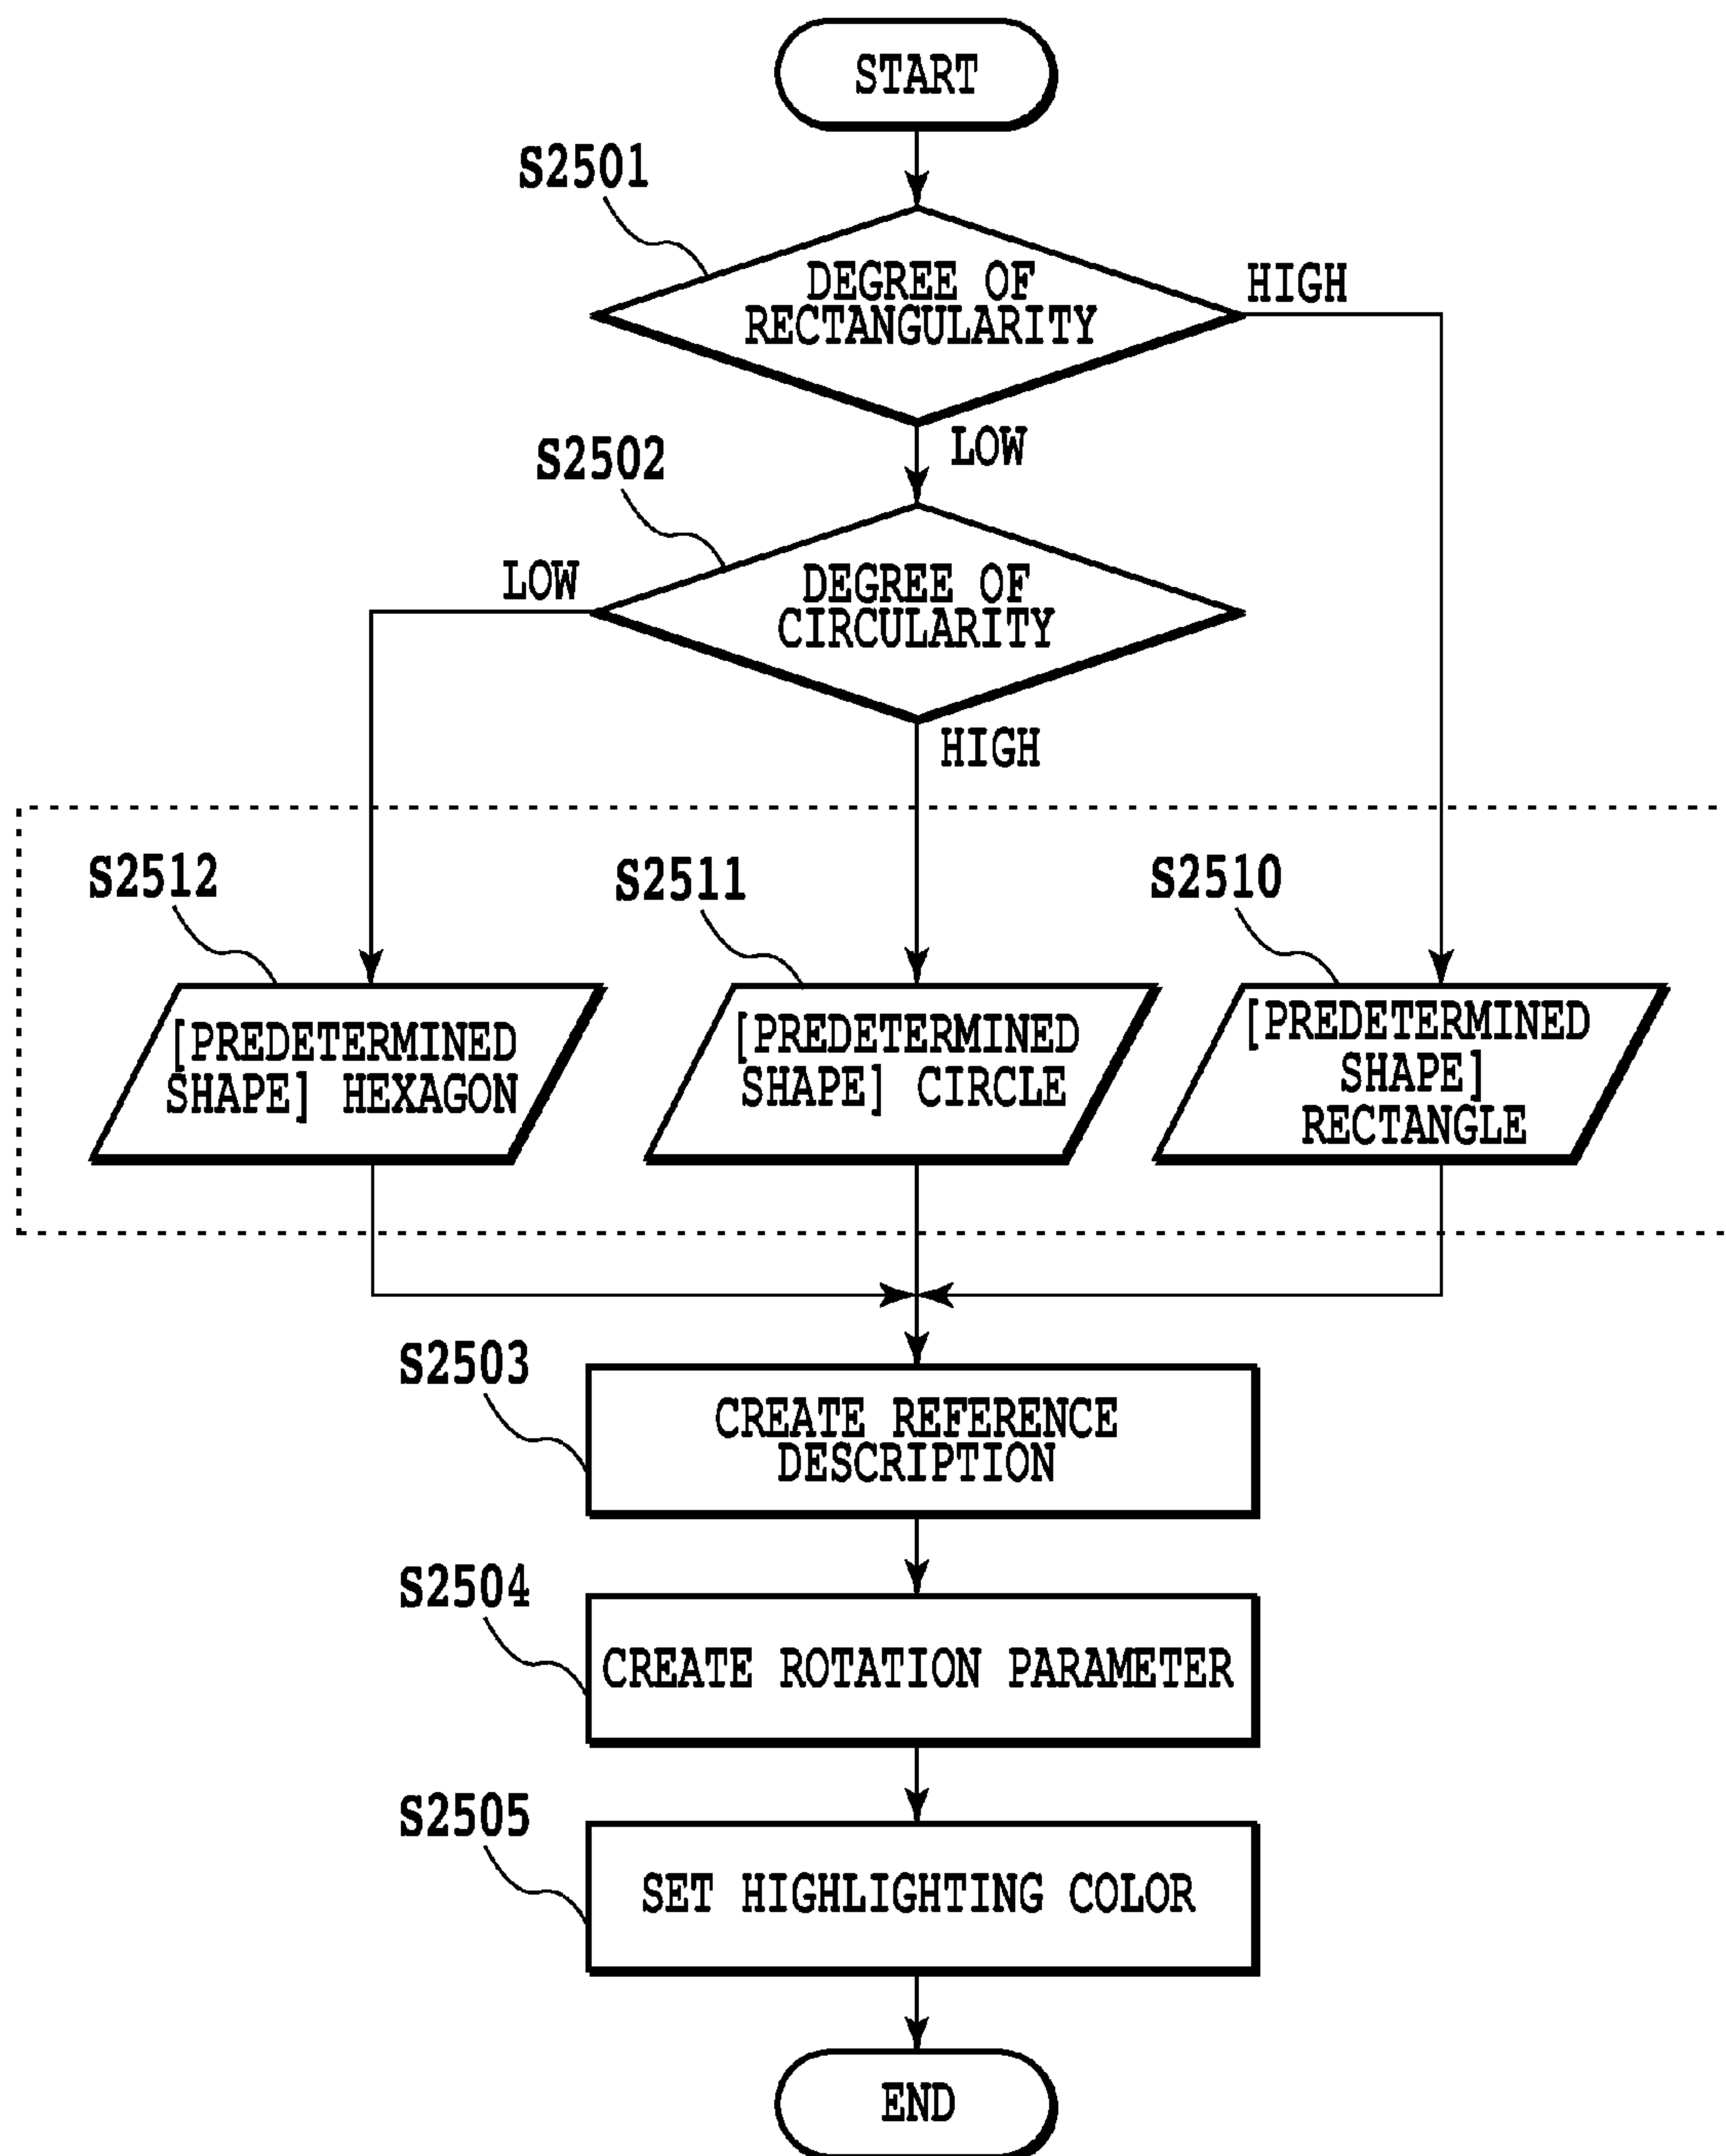 START
S2501
DEGREE OF
RECTANGULARITY
HIGH
LOW
S2502
LOW
DEGREE OF
CIRCULARITY
HIGH
S2512
S2511
S2510
[PREDETERMINED
SHAPE] HEXAGON
[PREDETERMINED
SHAPE] CIRCLE
[PREDETERMINED
SHAPE]
RECTANGLE
S2503
CREATE REFERENCE
DESCRIPTION
S2504
CREATE ROTATION PARAMETER
S2505
SET HIGHLIGHTING COLOR
END